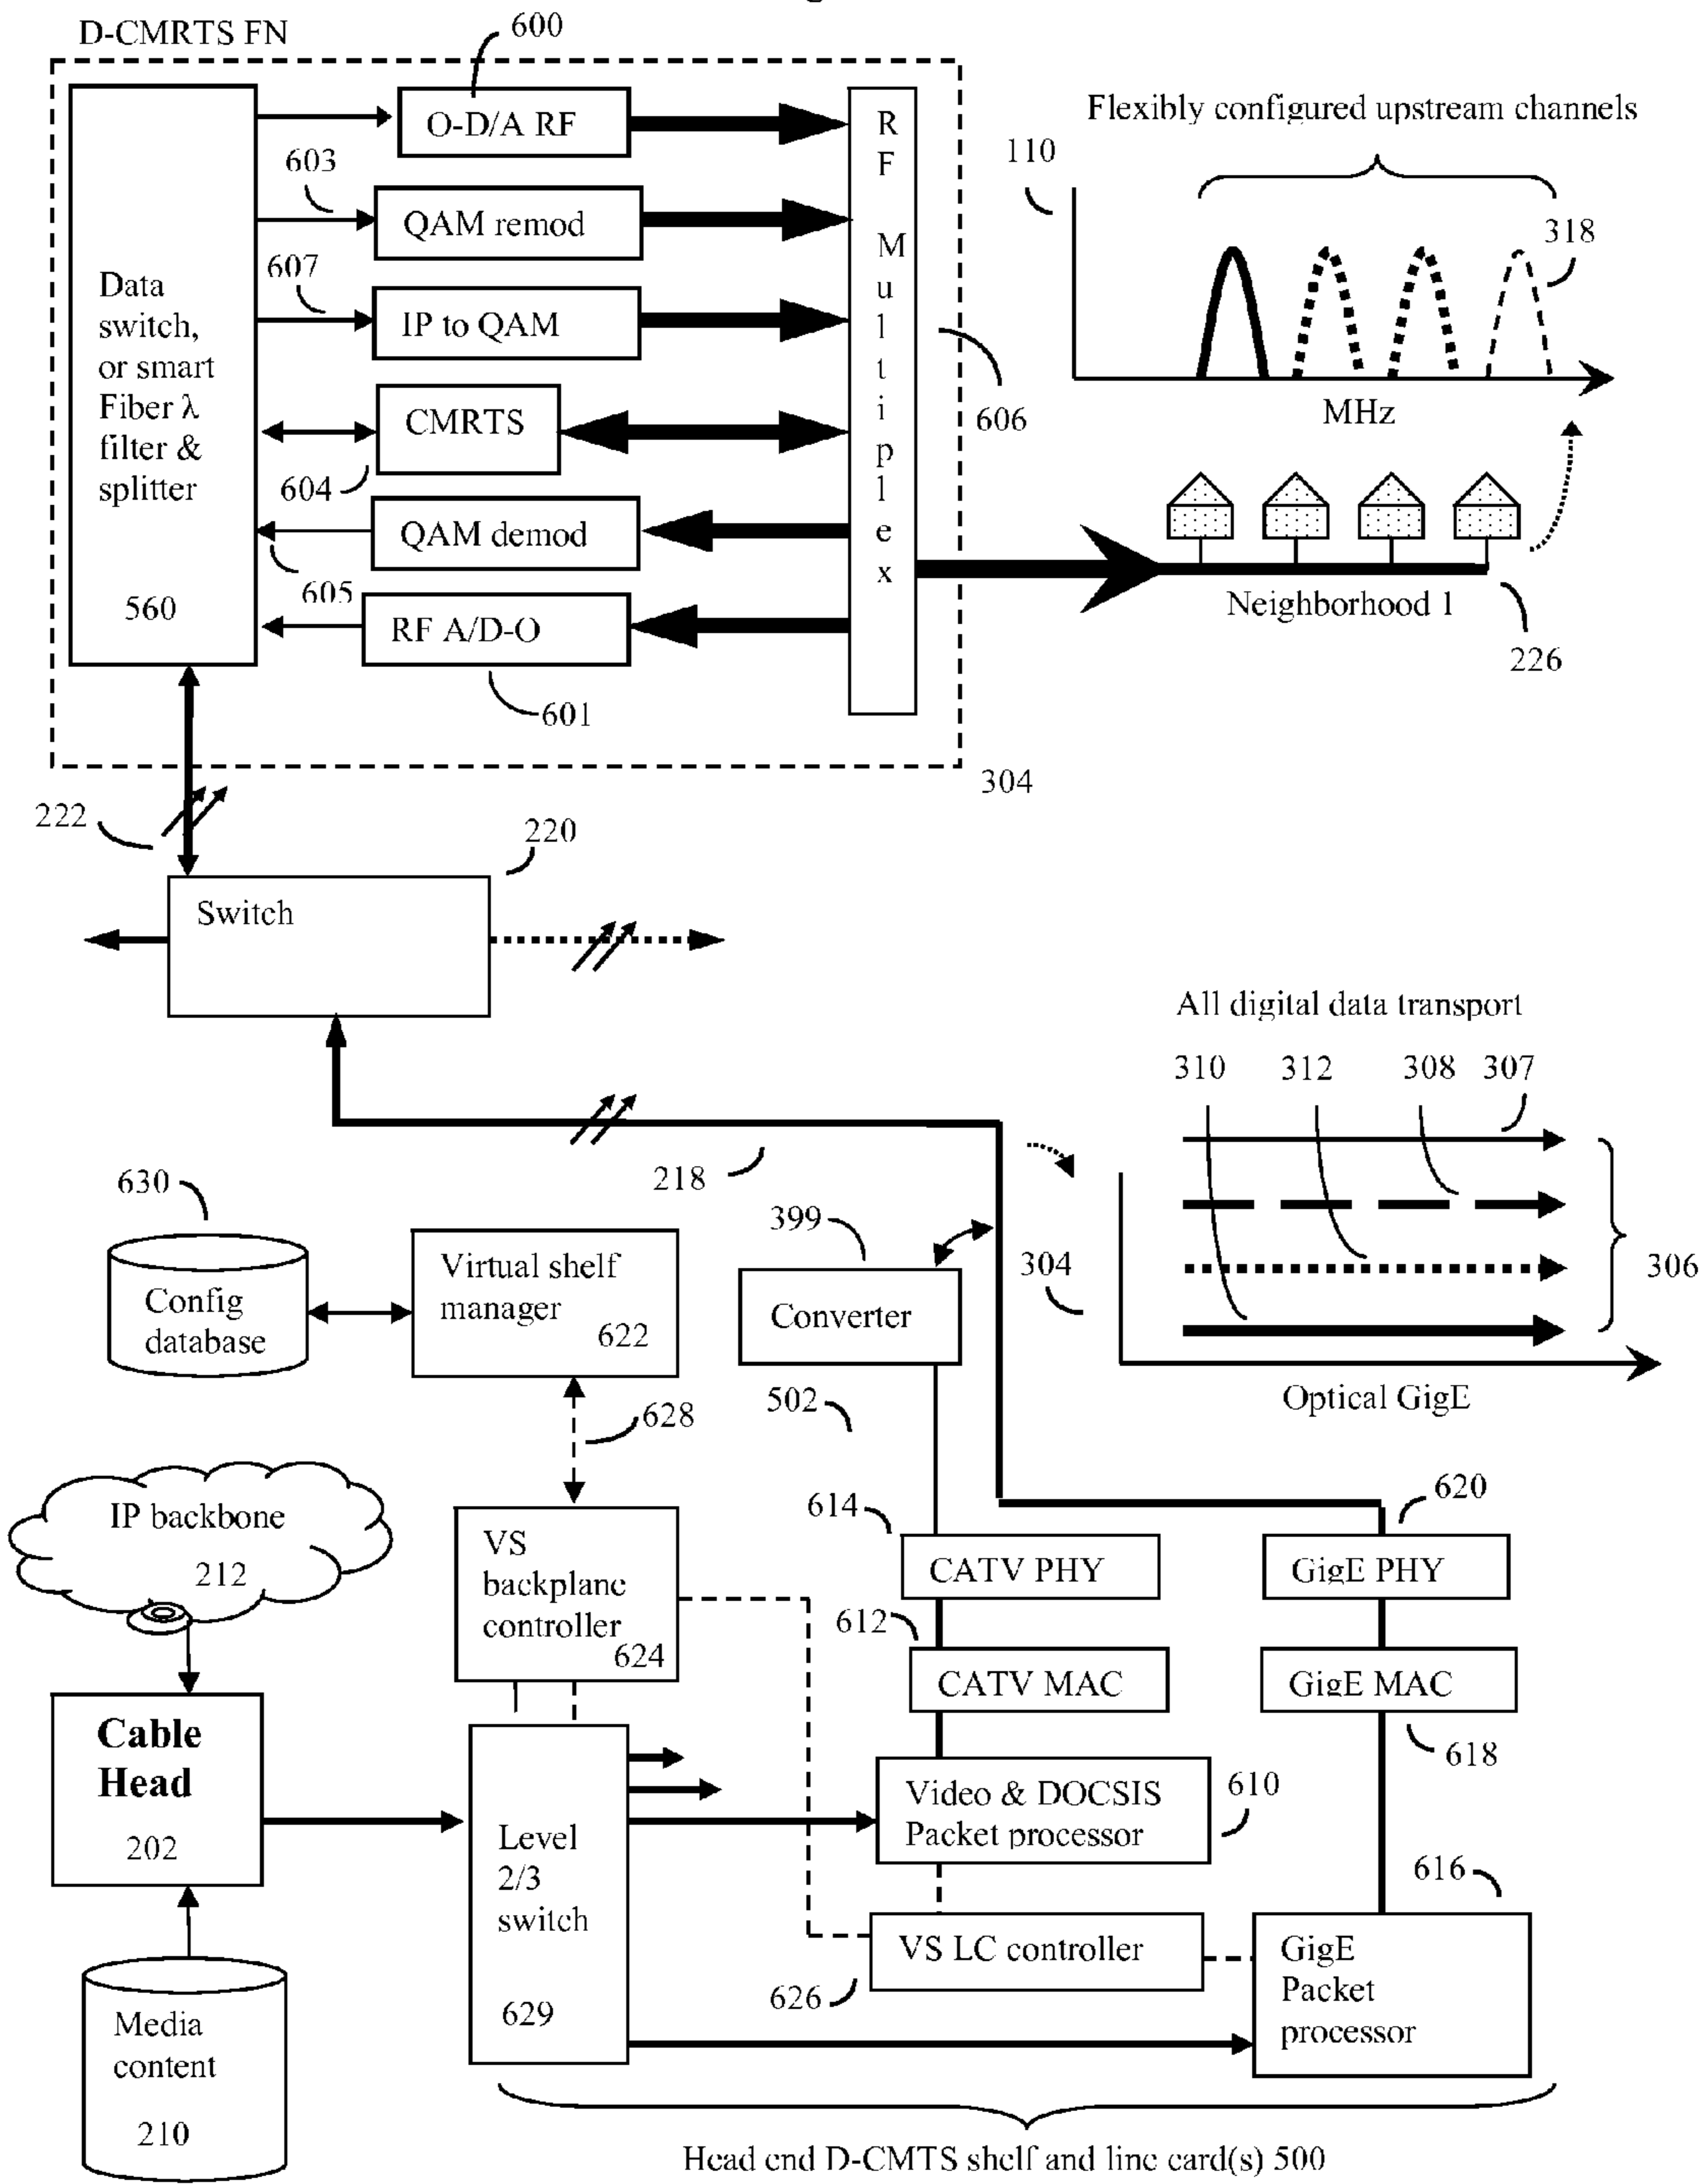 D-CMRTS FN
600
O-D/A RF
603
QAM remod
607
IP to QAM
CMRTS
604
QAM demod
605
RF A/D-O
601
Data
switch,
or smart
Fiber λ
filter &
splitter
560
RF Multiplex
606
304
Flexibly configured upstream channels
110
318
MHz
Neighborhood 1
226
222
220
Switch
218
All digital data transport
310
312
308
307
306
304
Optical GigE
630
Config
database
Virtual shelf
manager
622
628
399
Converter
502
IP backbone
212
VS
backplane
controller
624
614
CATV PHY
612
CATV MAC
620
GigE PHY
GigE MAC
618
Cable
Head
202
Level
2/3
switch
629
Video & DOCSIS
Packet processor
610
VS LC controller
626
616
GigE
Packet
processor
Media
content
210
Head end D-CMTS shelf and line card(s) 500